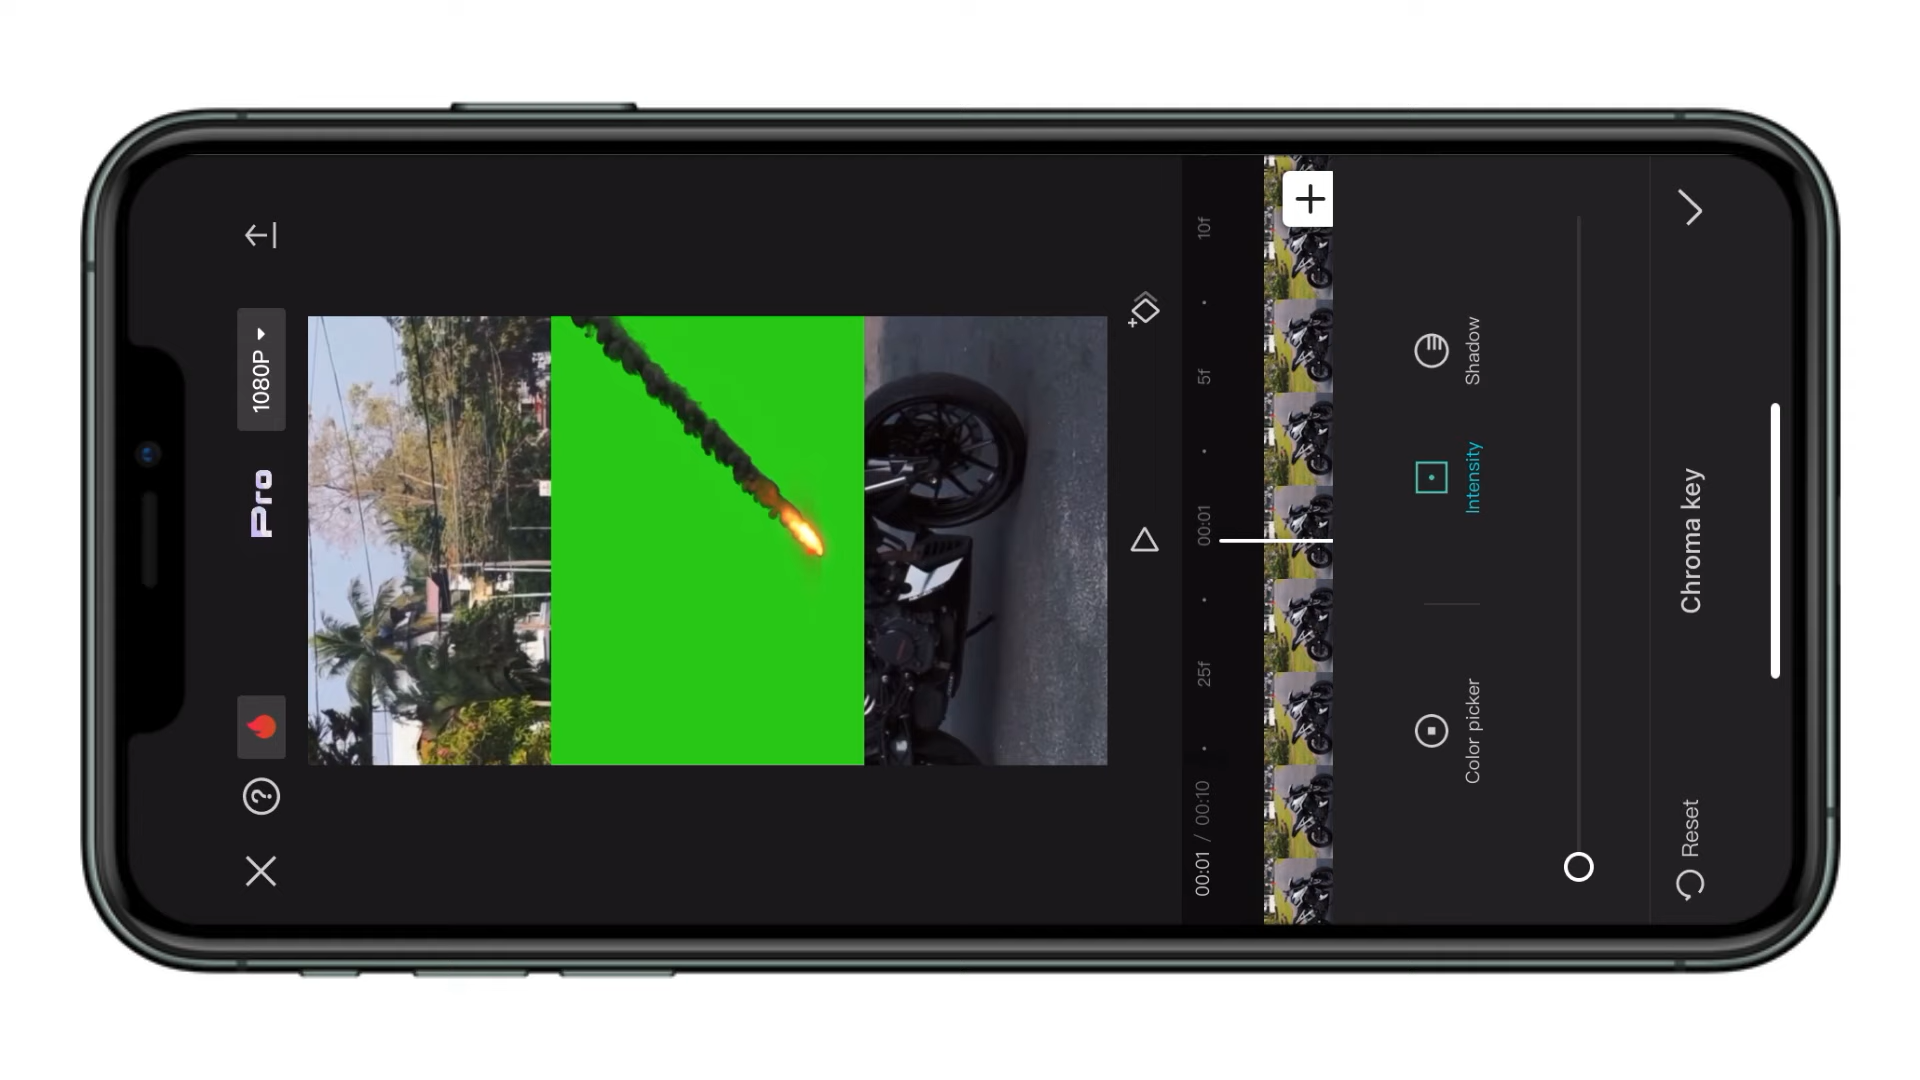 ?
Pro
1080P
00:01 / 00:10
25f
00:01
5f
10f
Color picker
Intensity
Shadow
Reset
Chroma key